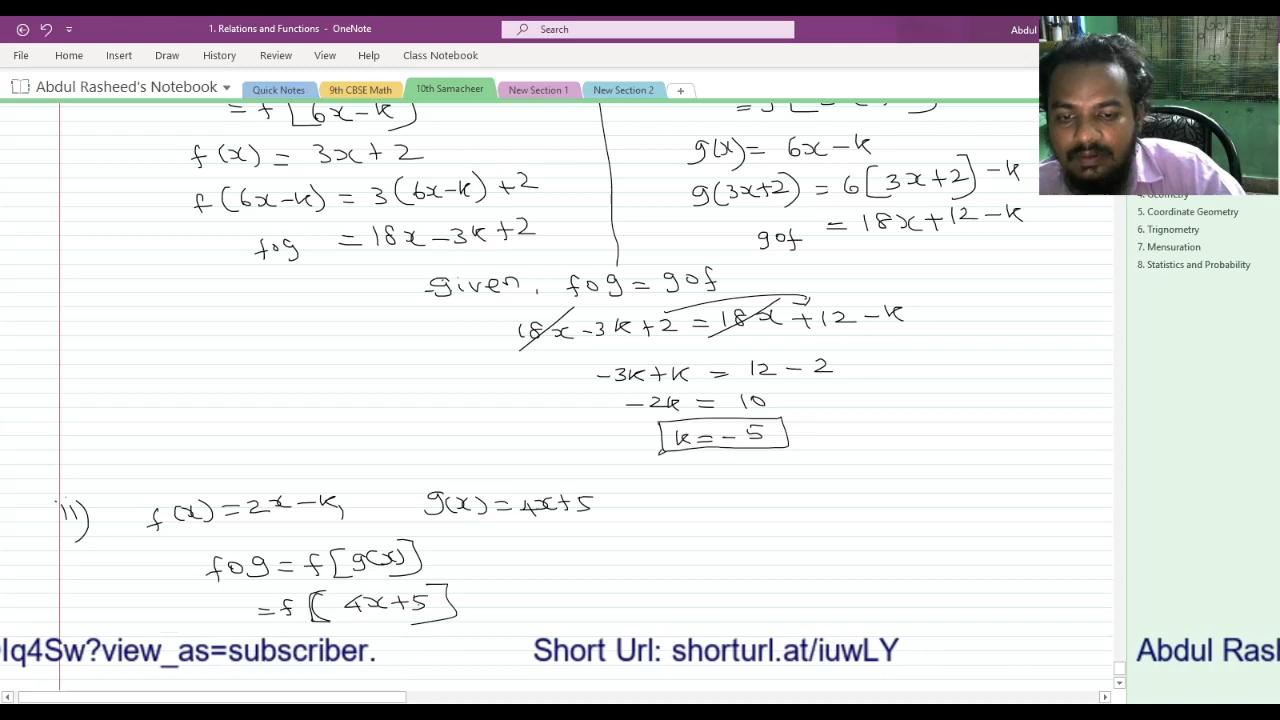 1. Relations and Functions - OneNote
Search
Abdul
File Home Insert Draw History Review View Help Class Notebook
Abdul Rasheed's Notebook
Quick Notes 9th CBSE Math 10th Samacheer New Section 1 New Section 2
= f [6x-k]
f(x) = 3x+2
f(6x-k) = 3(6x-k)+2
fog = 18x-3k+2
g(x) = 6x-k
g(3x+2) = 6[3x+2]-k
gof = 18x+12-k
given, fog = gof
18x-3k+2 = 18x+12-k
-3k+k = 12-2
-2k = 10
k = -5
ii) f(x) = 2x-k, g(x) = 4x+5
fog = f[g(x)]
= f[4x+5]
5. Coordinate Geometry
6. Trignometry
7. Mensuration
8. Statistics and Probability
Iq4Sw?view_as=subscriber. Short Url: shorturl.at/iuwLY Abdul Ras